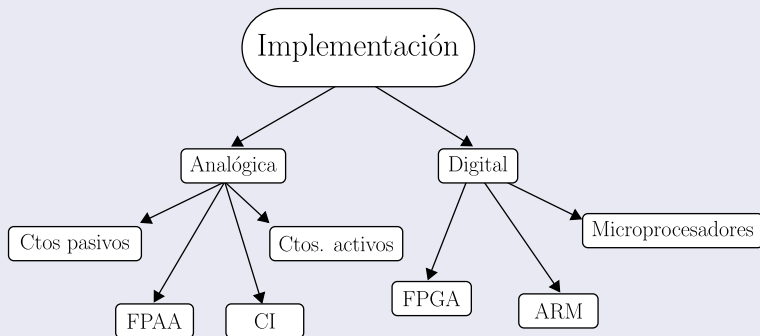 Implementación
Analógica
Digital
Ctos pasivos
Ctos. activos
Microprocesadores
FPAA
CI
FPGA
ARM